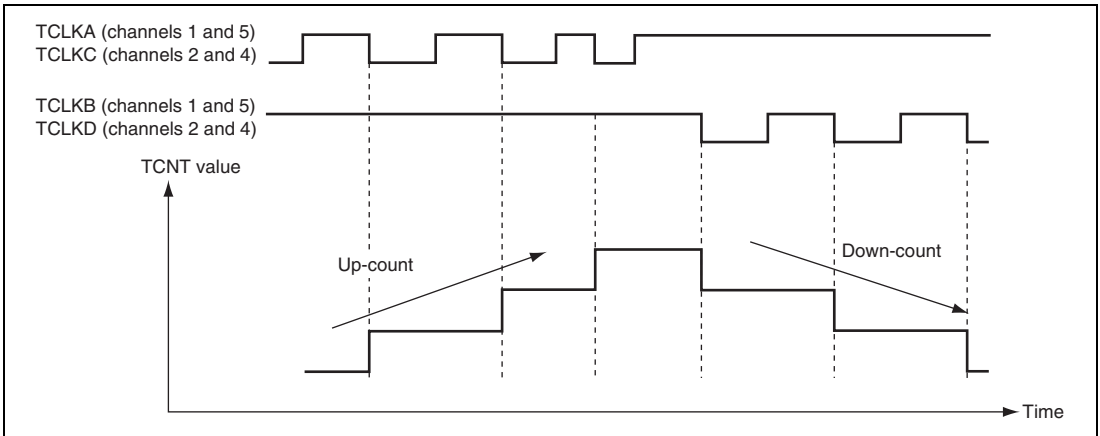 TCLKA (channels 1 and 5)
TCLKC (channels 2 and 4)
TCLKB (channels 1 and 5)
TCLKD (channels 2 and 4)
TCNT value
Up-count
Down-count
Time